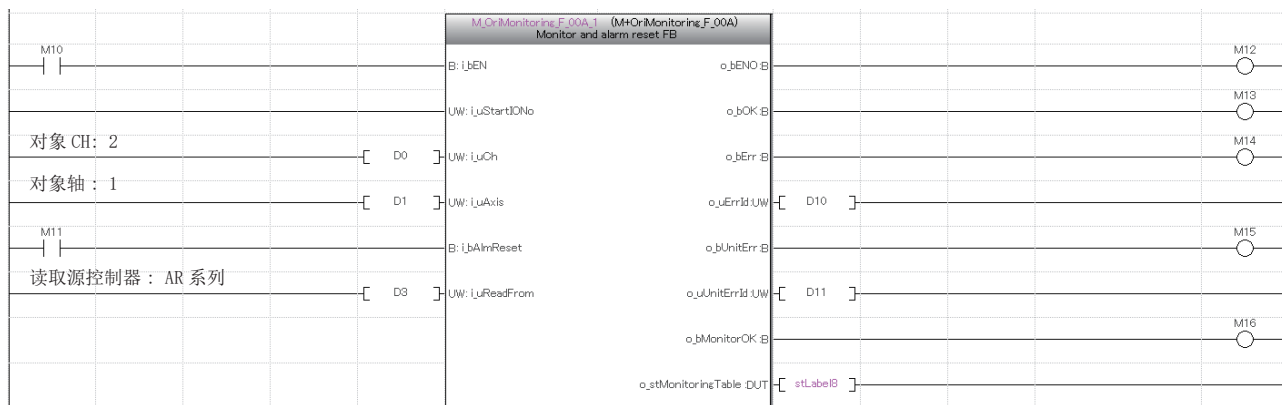 M_OriMonitoring_F_00A_1 (M+OriMonitoring_F_00A)
Monitor and alarm reset FB
M10
B: i_bEN
o_bENO:B
M12
UW: i_uStartIONo
o_bOK:B
M13
对象 CH: 2
D0
UW: i_uCh
o_bErr:B
M14
对象轴 : 1
D1
UW: i_uAxis
o_uErrId:UW
D10
M11
B: i_bAlmReset
o_bUnitErr:B
M15
读取源控制器 : AR 系列
D3
UW: i_uReadFrom
o_uUnitErrId:UW
D11
o_bMonitorOK:B
M16
o_stMonitoringTable :DUT
stLabel8